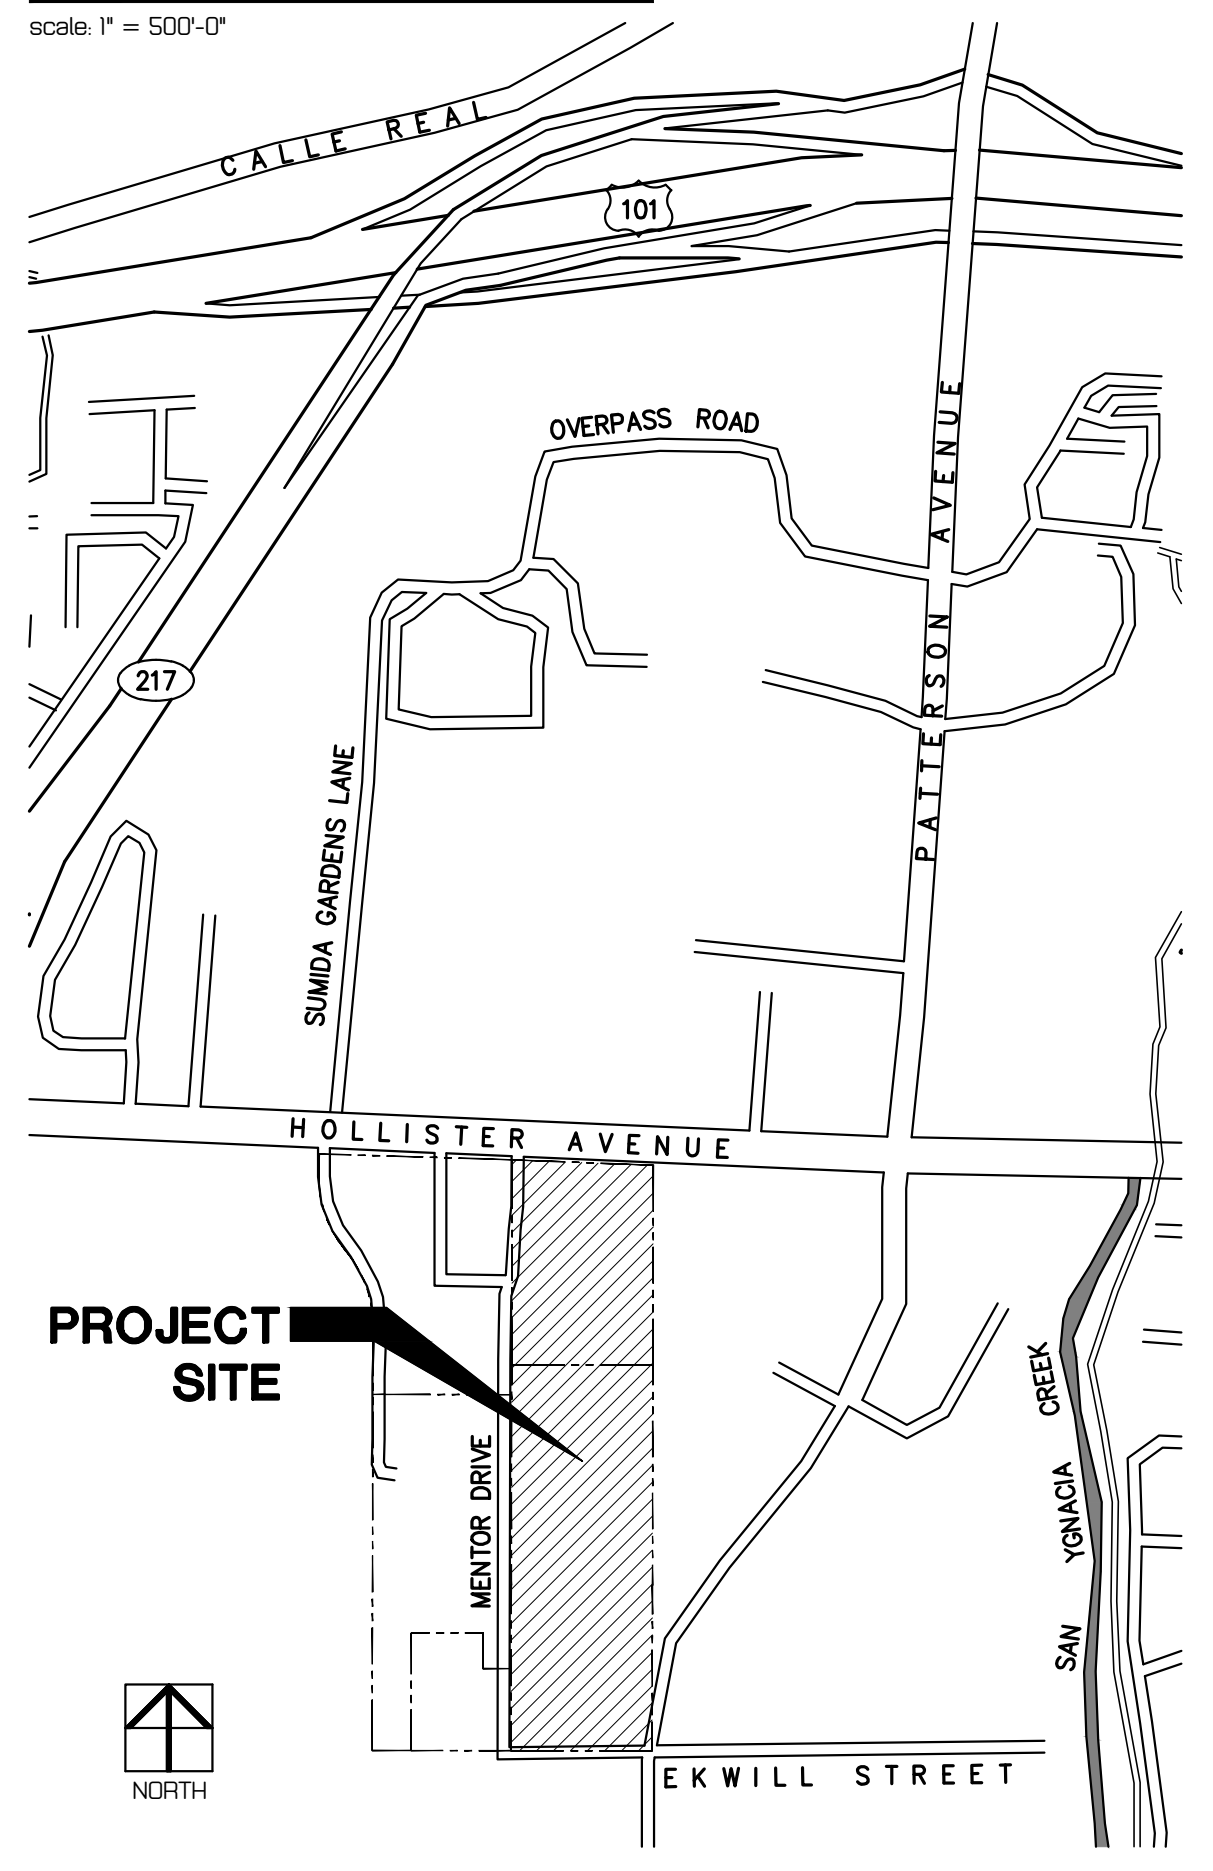 scale: 1" = 500'-0"
CALLE REAL
101
OVERPASS ROAD
PATTERSON AVENUE
217
SUMIDA GARDENS LANE
HOLLISTER AVENUE
PROJECT
SITE
MENTOR DRIVE
SAN YGNACIA CREEK
NORTH
EKWILL STREET